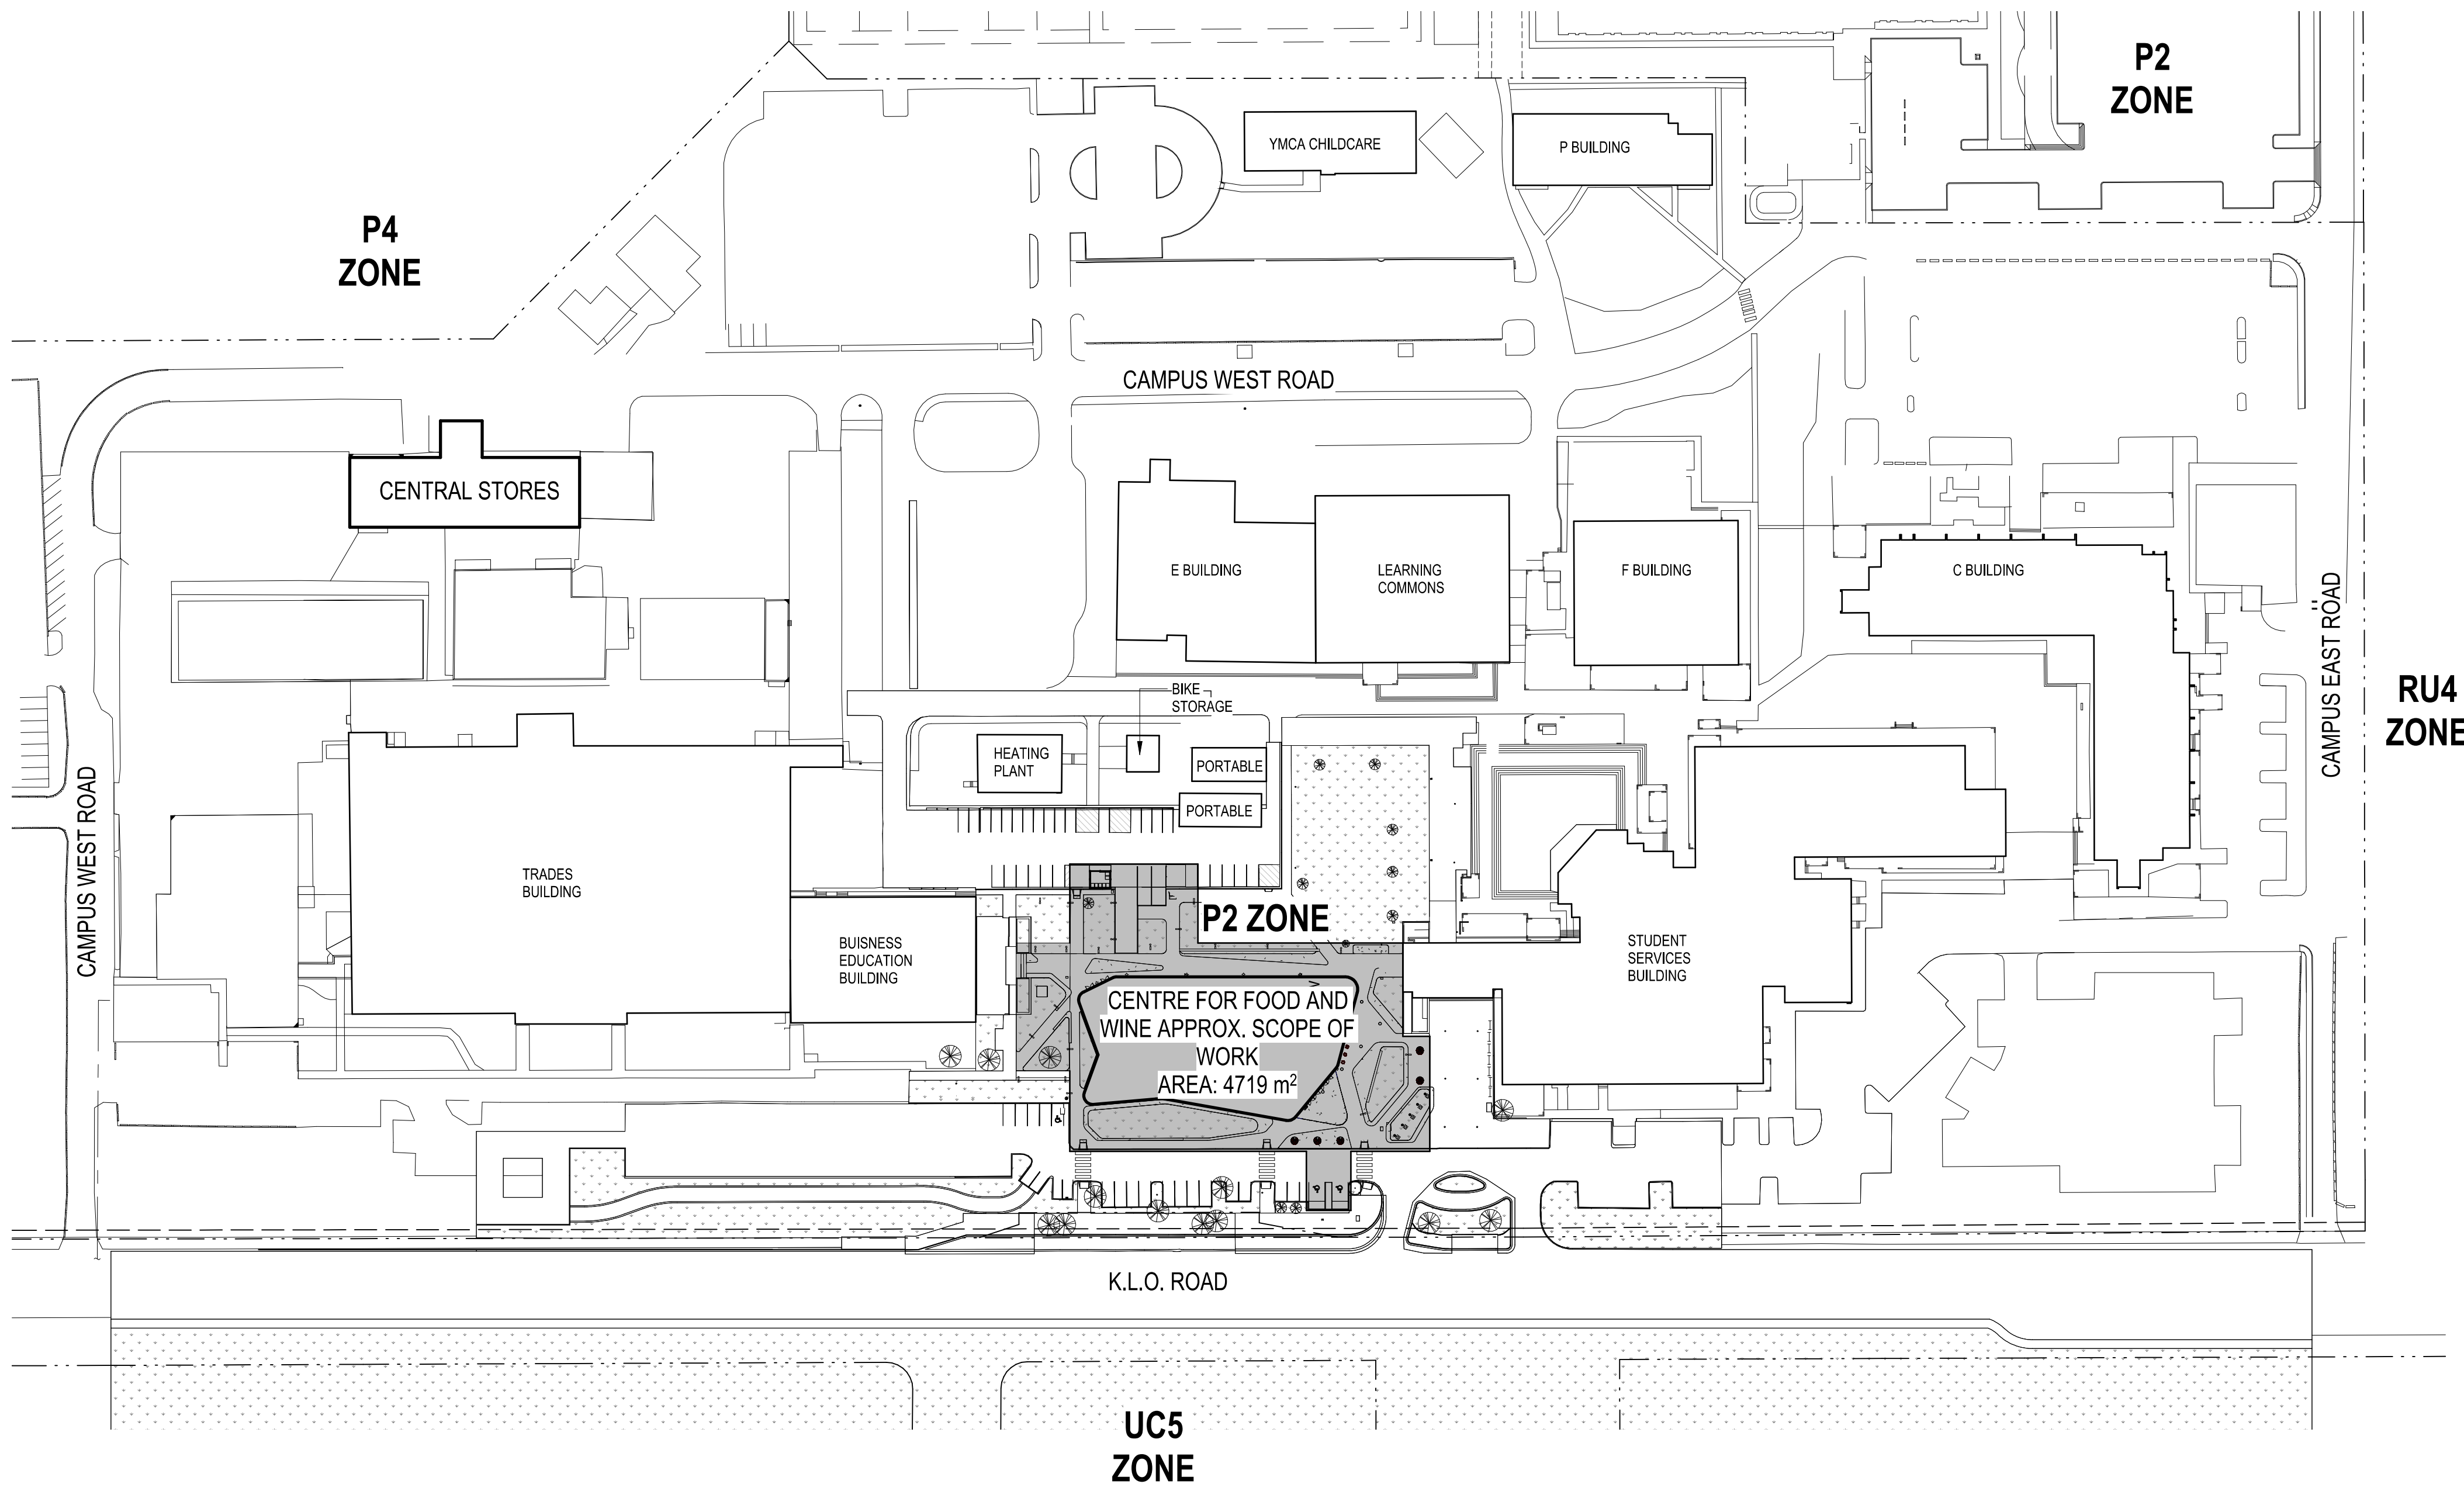 P2
ZONE
YMCA CHILDCARE
P BUILDING
P4
ZONE
CAMPUS WEST ROAD
CENTRAL STORES
E BUILDING
LEARNING
COMMONS
F BUILDING
C BUILDING
CAMPUS EAST ROAD
RU4
ZONE
BIKE
STORAGE
HEATING
PLANT
PORTABLE
PORTABLE
CAMPUS WEST ROAD
TRADES
BUILDING
P2 ZONE
BUISNESS
EDUCATION
BUILDING
STUDENT
SERVICES
BUILDING
CENTRE FOR FOOD AND
WINE APPROX. SCOPE OF
WORK
AREA: 4719 m²
K.L.O. ROAD
UC5
ZONE